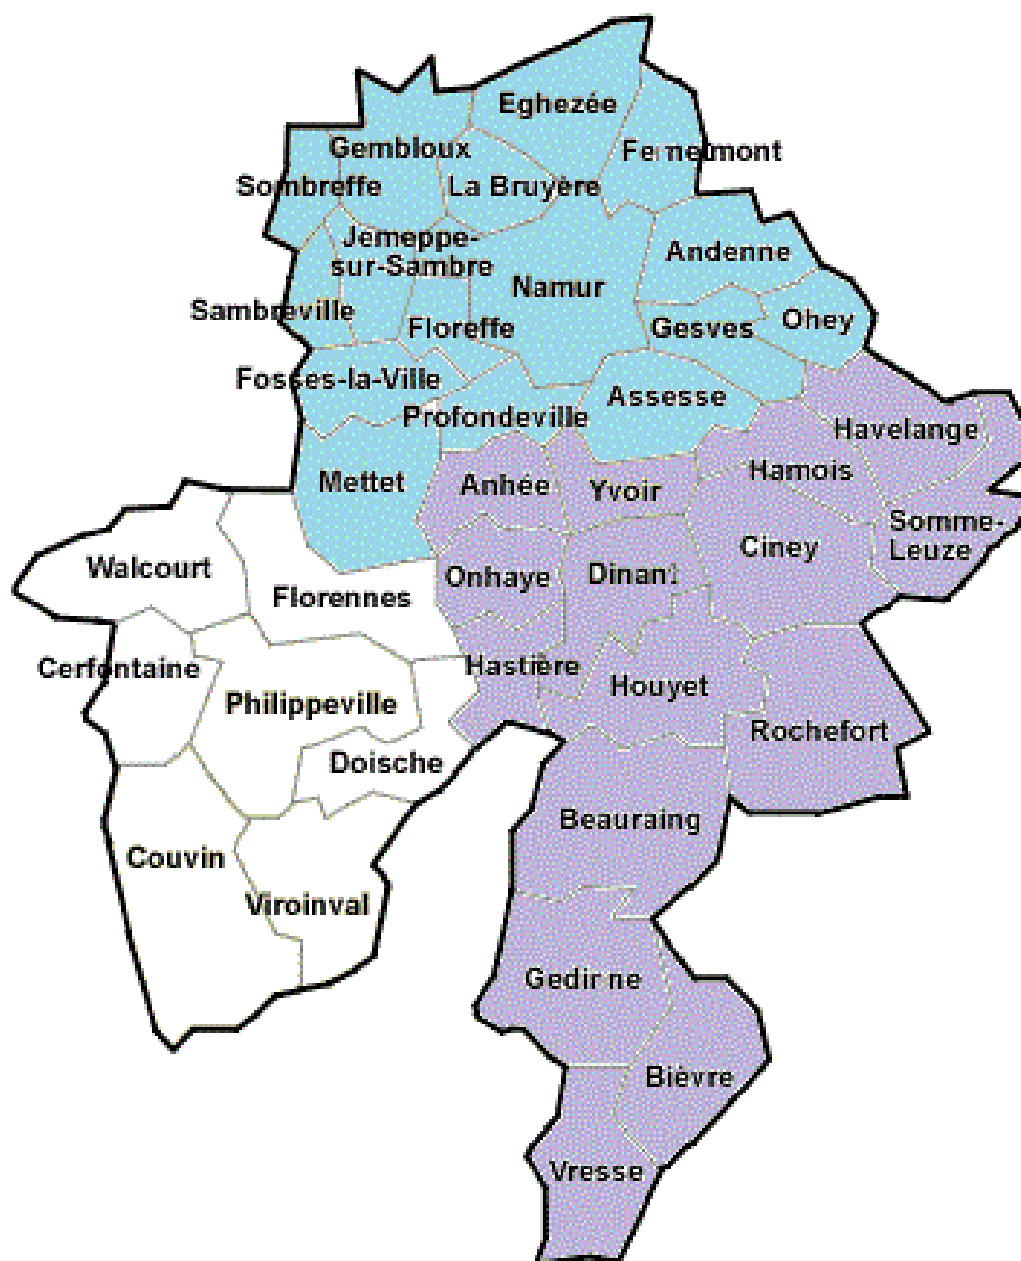 Eghezée
Gembloux
Fernelmont
Sombreffe
La Bruyère
Jemeppe-
sur-Sambre
Andenne
Namur
Sambreville
Floreffe
Gesves
Ohey
Fosses-la-Ville
Assesse
Profondeville
Havelange
Mettet
Anhée
Yvoir
Hamois
Somme-
Leuze
Ciney
Walcourt
Onhaye
Dinant
Florennes
Cerfontaine
Hastière
Houyet
Philippeville
Rochefort
Doische
Beauraing
Couvin
Viroinval
Gedinne
Bièvre
Vresse